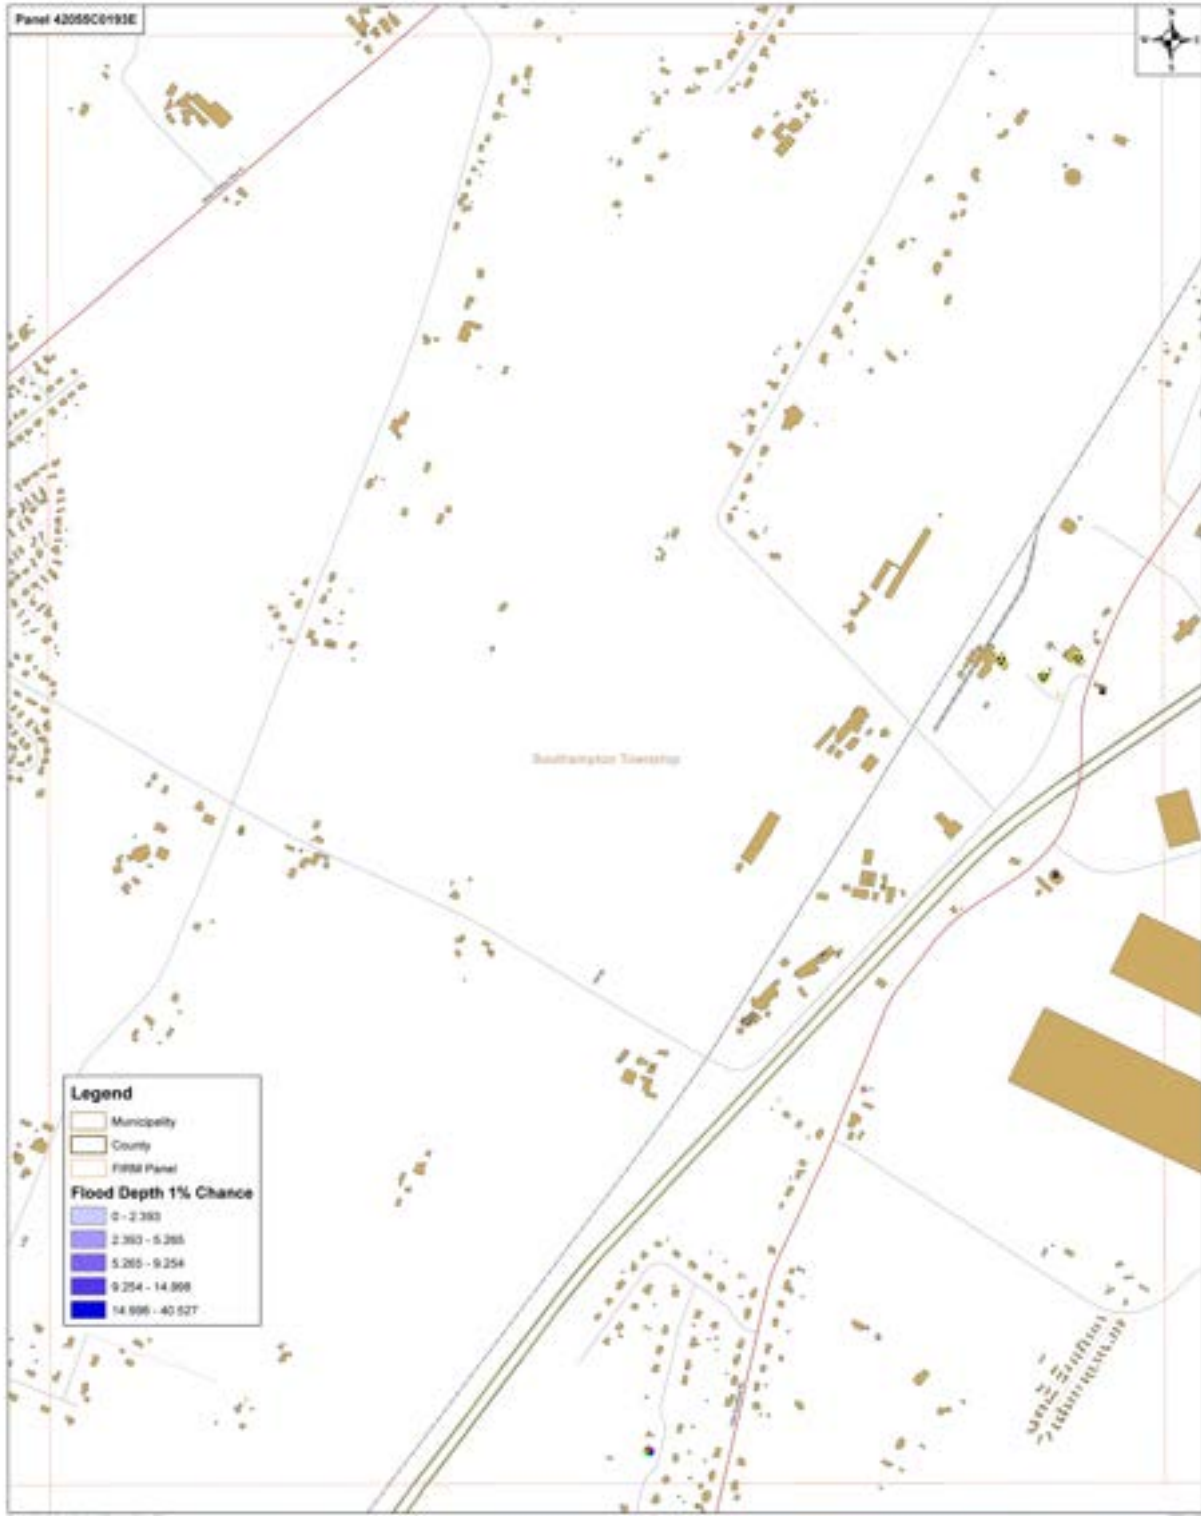 Panel 42055C0193E
N
W E
S
Southampton Township
Legend
Municipality
County
FIRM Panel
Flood Depth 1% Chance
0 - 2.393
2.393 - 5.265
5.265 - 9.254
9.254 - 14.998
14.998 - 40.527